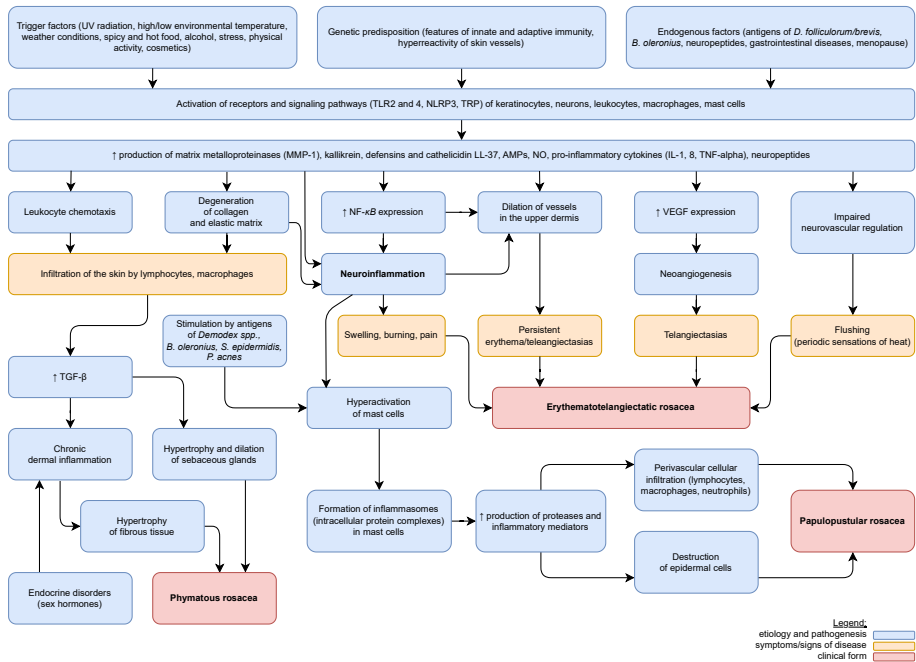 Trigger factors (UV radiation, high/low environmental temperature,
weather conditions, spicy and hot food, alcohol, stress, physical
activity, cosmetics)
Genetic predisposition (features of innate and adaptive immunity,
hyperreactivity of skin vessels)
Endogenous factors (antigens of D. folliculorum/brevis,
B. oleronius, neuropeptides, gastrointestinal diseases, menopause)
Activation of receptors and signaling pathways (TLR2 and 4, NLRP3, TRP) of keratinocytes, neurons, leukocytes, macrophages, mast cells
↑ production of matrix metalloproteinases (MMP-1), kallikrein, defensins and cathelicidin LL-37, AMPs, NO, pro-inflammatory cytokines (IL-1, 8, TNF-alpha), neuropeptides
Leukocyte chemotaxis
Degeneration
of collagen
and elastic matrix
↑ NF-κB expression
Dilation of vessels
in the upper dermis
↑ VEGF expression
Impaired
neurovascular regulation
Infiltration of the skin by lymphocytes, macrophages
Neuroinflammation
Neoangiogenesis
Stimulation by antigens
of Demodex spp.,
B. oleronius, S. epidermidis,
P. acnes
Swelling, burning, pain
Persistent
erythema/teleangiectasias
Telangiectasias
Flushing
(periodic sensations of heat)
↑ TGF-β
Hyperactivation
of mast cells
Erythematotelangiectatic rosacea
Chronic
dermal inflammation
Hypertrophy and dilation
of sebaceous glands
Perivascular cellular
infiltration (lymphocytes,
macrophages, neutrophils)
Hypertrophy
of fibrous tissue
Formation of inflammasomes
(intracellular protein complexes)
in mast cells
↑ production of proteases and
inflammatory mediators
Papulopustular rosacea
Destruction
of epidermal cells
Endocrine disorders
(sex hormones)
Phymatous rosacea
Legend:
etiology and pathogenesis
symptoms/signs of disease
clinical form